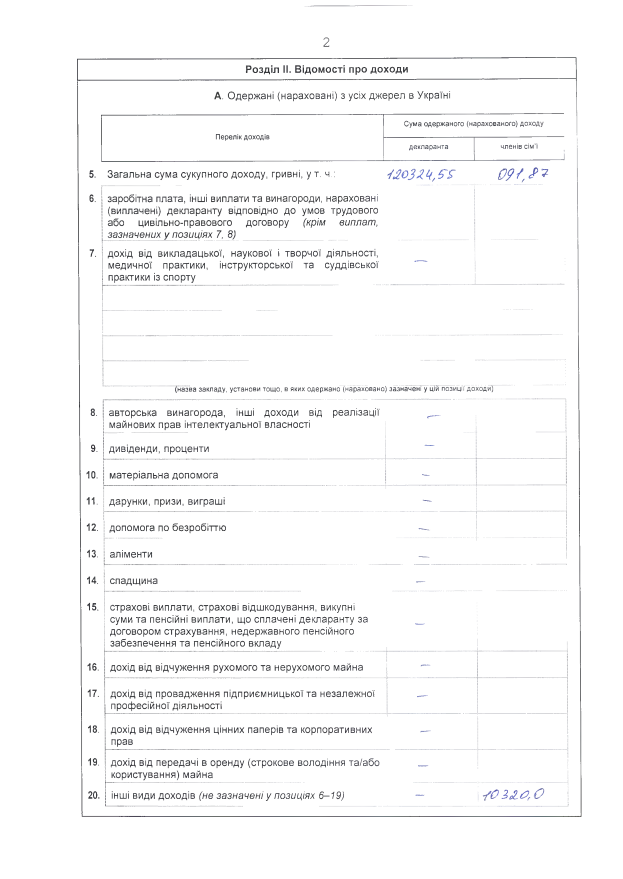 2
Розділ ІІ. Відомості про доходи
А. Одержані (нараховані) з усіх джерел в Україні
Перелік доходів
Сума одержаного (нарахованого) доходу
декларанта
членів сім’ї
5. Загальна сума сукупного доходу, гривні, у т. ч.: 120324,55 091,87
6. заробітна плата, інші виплати та винагороди, нараховані
(виплачені) декларанту відповідно до умов трудового
або цивільно-правового договору (крім виплат,
зазначених у позиціях 7, 8)
7. дохід від викладацької, наукової і творчої діяльності, –
медичної практики, інструкторської та суддівської
практики із спорту
(назва закладу, установи тощо, в яких одержано (нараховано) зазначені у цій позиції доходи)
8. авторська винагорода, інші доходи від реалізації –
майнових прав інтелектуальної власності
9. дивіденди, проценти –
10. матеріальна допомога –
11. дарунки, призи, виграші –
12. допомога по безробіттю –
13. аліменти –
14. спадщина –
15. страхові виплати, страхові відшкодування, викупні
суми та пенсійні виплати, що сплачені декларанту за –
договором страхування, недержавного пенсійного
забезпечення та пенсійного вкладу
16. дохід від відчуження рухомого та нерухомого майна –
17. дохід від провадження підприємницької та незалежної –
професійної діяльності
18. дохід від відчуження цінних паперів та корпоративних –
прав
19. дохід від передачі в оренду (строкове володіння та/або –
користування) майна
20. інші види доходів (не зазначені у позиціях 6–19) – 10320,0